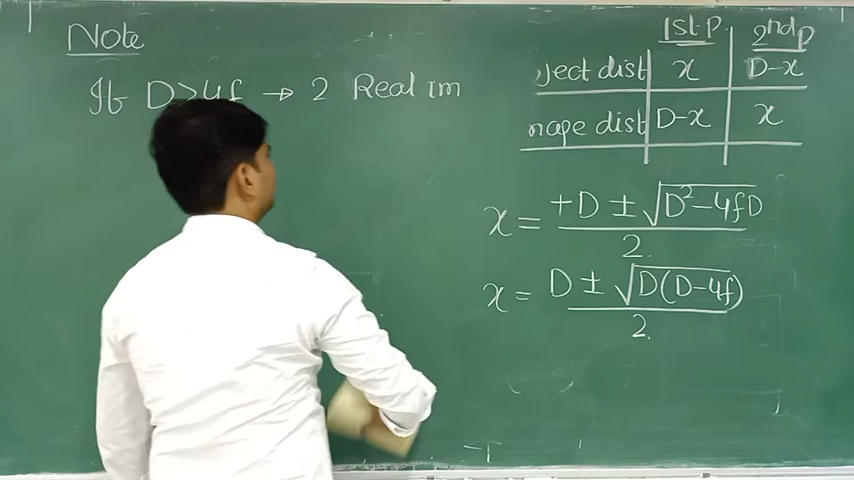 Note
If D>4f → 2 Real im
1st P. 2nd P
ject dist x D-x
nage dist D-x x
x = +D ± √D²-4fD / 2.
x = D ± √D(D-4f) / 2.